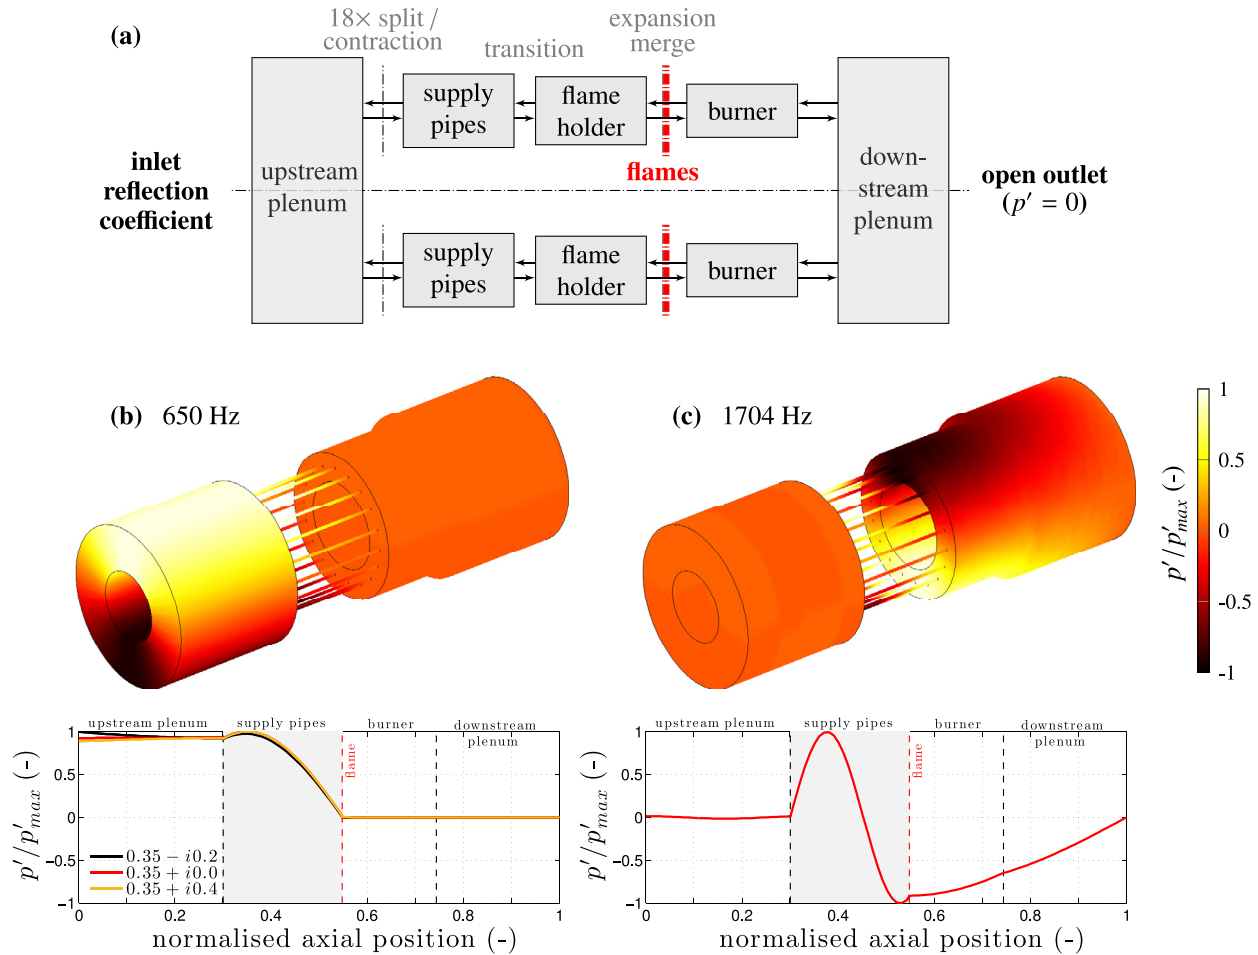 (a)
18× split /
contraction
transition
expansion
merge
supply
pipes
flame
holder
burner
inlet
reflection
coefficient
upstream
plenum
flames
down-
stream
plenum
open outlet
(p′ = 0)
supply
pipes
flame
holder
burner
(b) 650 Hz
(c) 1704 Hz
1
0.5
0
-0.5
-1
p′/p′max (-)
upstream plenum
supply pipes
burner
downstream
plenum
flame
1
0.5
0
−0.5
−1
p′/p′max (-)
0.35 − i0.2
0.35 + i0.0
0.35 + i0.4
0 0.2 0.4 0.6 0.8 1
normalised axial position (-)
upstream plenum
supply pipes
burner
downstream
plenum
flame
1
0.5
0
−0.5
−1
p′/p′max (-)
0 0.2 0.4 0.6 0.8 1
normalised axial position (-)